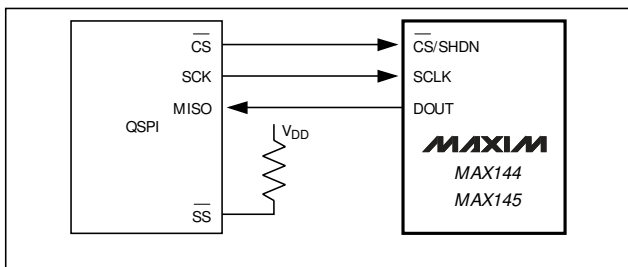 CS
SCK
MISO
QSPI
VDD
SS
CS/SHDN
SCLK
DOUT
MAXIM
MAX144
MAX145